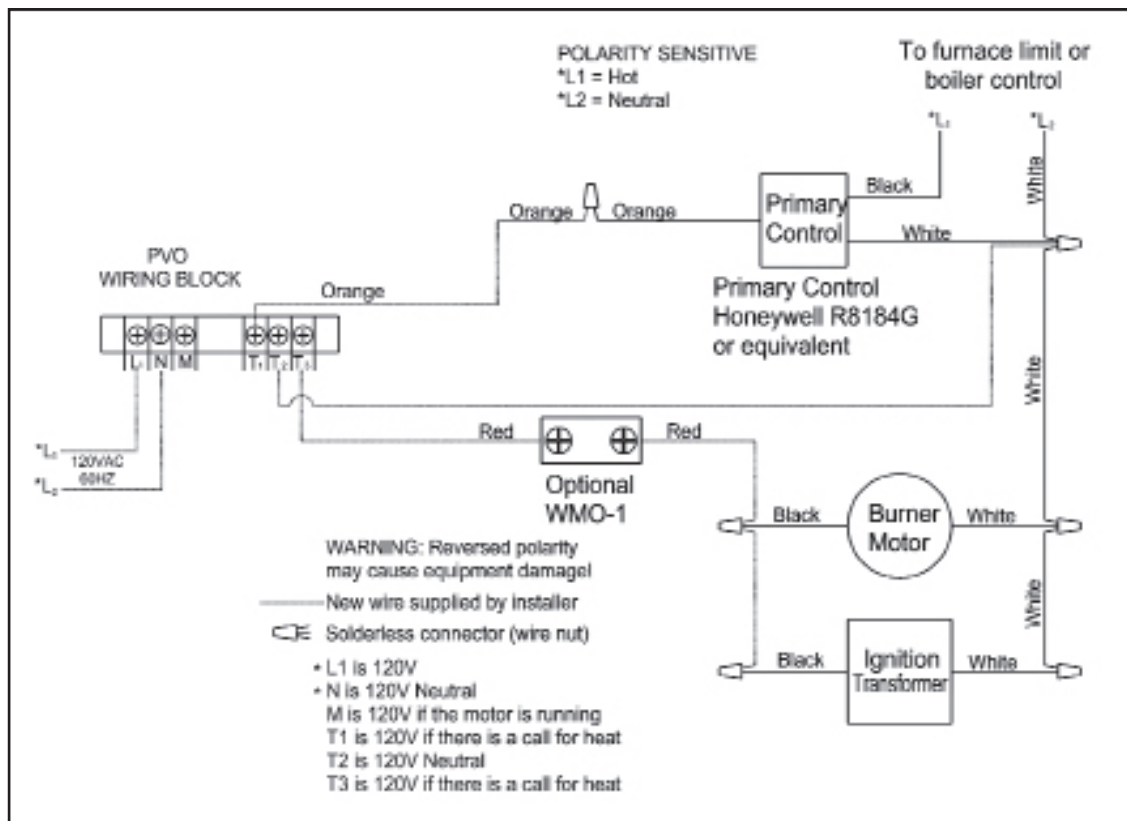 POLARITY SENSITIVE
*L1 = Hot
*L2 = Neutral
To furnace limit or
boiler control
*L1
*L2
White
Black
Orange
Orange
Primary
Control
White
PVO
WIRING BLOCK
Orange
Primary Control
Honeywell R8184G
or equivalent
L1
N
M
T1
T2
T3
White
Red
Red
*L1
120VAC
60HZ
*L2
Optional
WMO-1
Black
Burner
Motor
White
WARNING: Reversed polarity
may cause equipment damage!
New wire supplied by installer
Solderless connector (wire nut)
White
Black
Ignition
Transformer
White
* L1 is 120V
* N is 120V Neutral
M is 120V if the motor is running
T1 is 120V if there is a call for heat
T2 is 120V Neutral
T3 is 120V if there is a call for heat